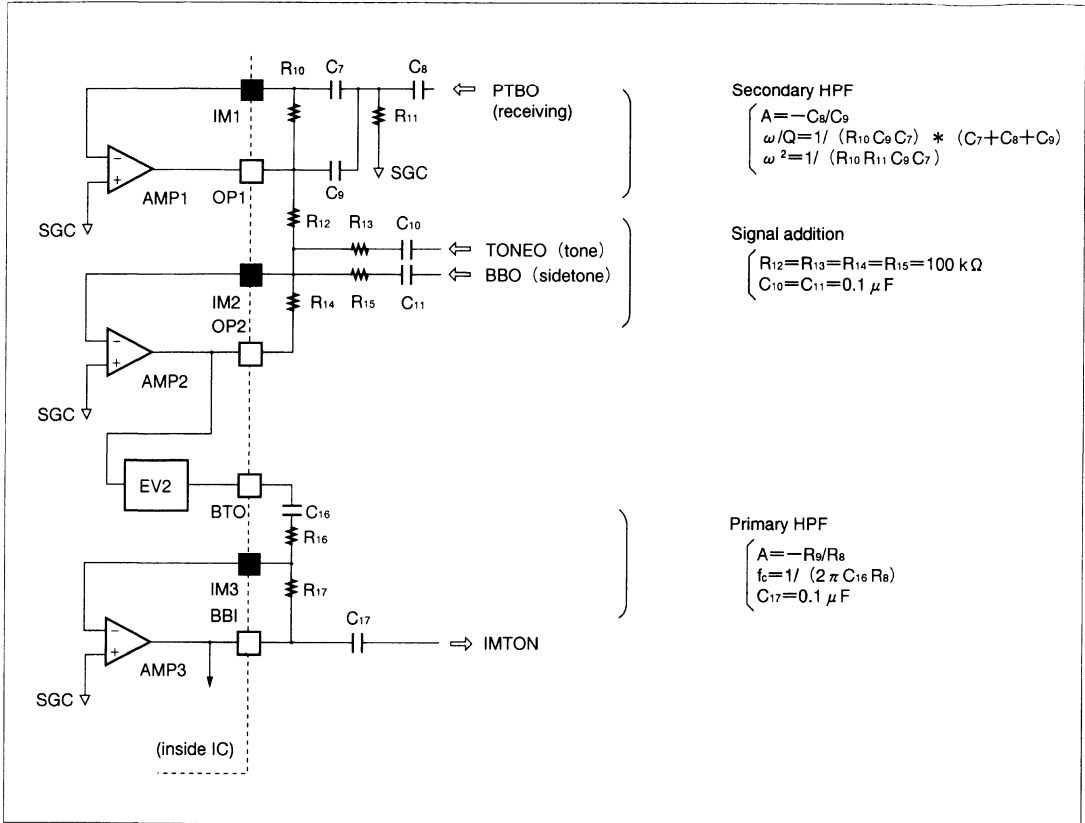 R10
C7
C8
⇦ PTBO
(receiving)
IM1
R11
SGC
AMP1
OP1
C9
SGC
R12
R13
C10
⇦ TONEO (tone)
⇦ BBO (sidetone)
IM2
R14
R15
C11
OP2
AMP2
SGC
EV2
BTO
C16
R16
IM3
R17
BBI
C17
⇨ IMTON
AMP3
SGC
(inside IC)
Secondary HPF
A=−C8/C9
ω/Q=1/ (R10 C9 C7) * (C7+C8+C9)
ω²=1/ (R10 R11 C9 C7)
Signal addition
R12=R13=R14=R15=100 kΩ
C10=C11=0.1 μF
Primary HPF
A=−R9/R8
fc=1/ (2 π C16 R8)
C17=0.1 μF